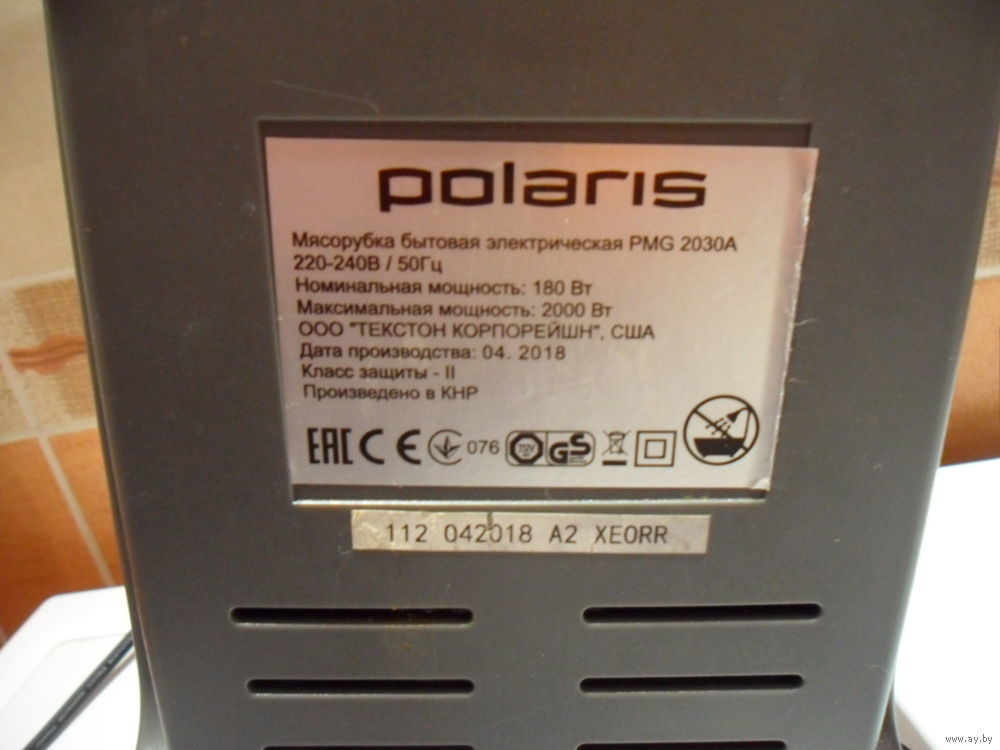 polaris
Мясорубка бытовая электрическая PMG 2030A
220-240В / 50Гц
Номинальная мощность: 180 Вт
Максимальная мощность: 2000 Вт
ООО "ТЕКСТОН КОРПОРЕЙШН", США
Дата производства: 04. 2018
Класс защиты - II
Произведено в КНР
EAC CE 076 TÜV GS
112 042018 A2 XEORR
www.ay.by